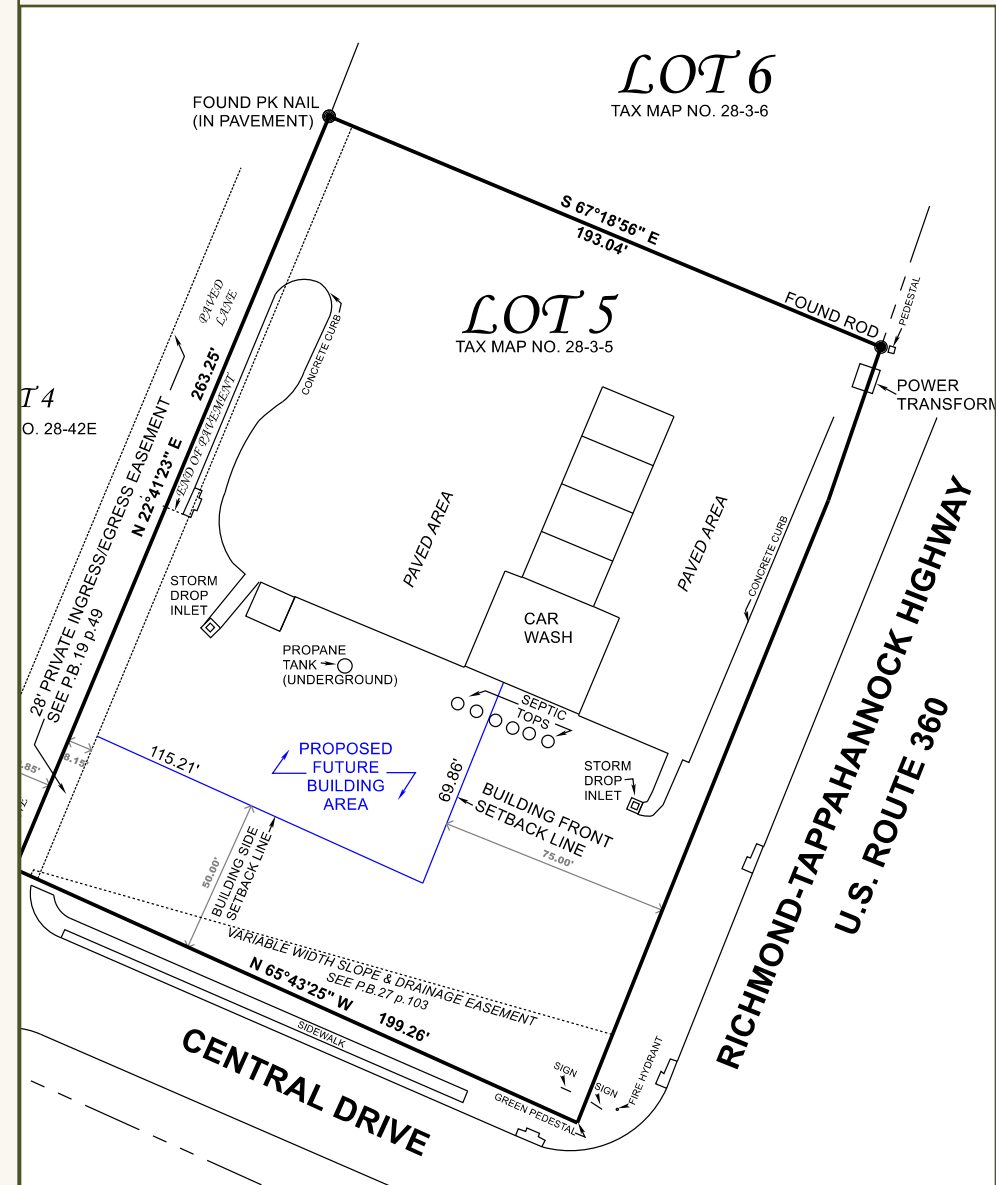 LOT 6
TAX MAP NO. 28-3-6
FOUND PK NAIL
(IN PAVEMENT)
S 67°18'56" E
193.04'
FOUND ROD
PEDESTAL
LOT 5
TAX MAP NO. 28-3-5
POWER
TRANSFORM
PAVED
LANE
263.25'
N 22°41'23" E
END OF PAVEMENT
CONCRETE CURB
T 4
O. 28-42E
28' PRIVATE INGRESS/EGRESS EASEMENT
SEE P.B.19 p.49
PAVED AREA
PAVED AREA
CONCRETE CURB
STORM
DROP
INLET
CAR
WASH
PROPANE
TANK
(UNDERGROUND)
SEPTIC
TOPS
8.15'
.85'
115.21'
PROPOSED
FUTURE
BUILDING
AREA
69.86'
STORM
DROP
INLET
BUILDING FRONT
SETBACK LINE
75.00'
50.00'
BUILDING SIDE
SETBACK LINE
VARIABLE WIDTH SLOPE & DRAINAGE EASEMENT
SEE P.B.27 p.103
N 65°43'25" W
199.26'
SIDEWALK
CENTRAL DRIVE
SIGN
SIGN
FIRE HYDRANT
GREEN PEDESTAL
RICHMOND-TAPPAHANNOCK HIGHWAY
U.S. ROUTE 360